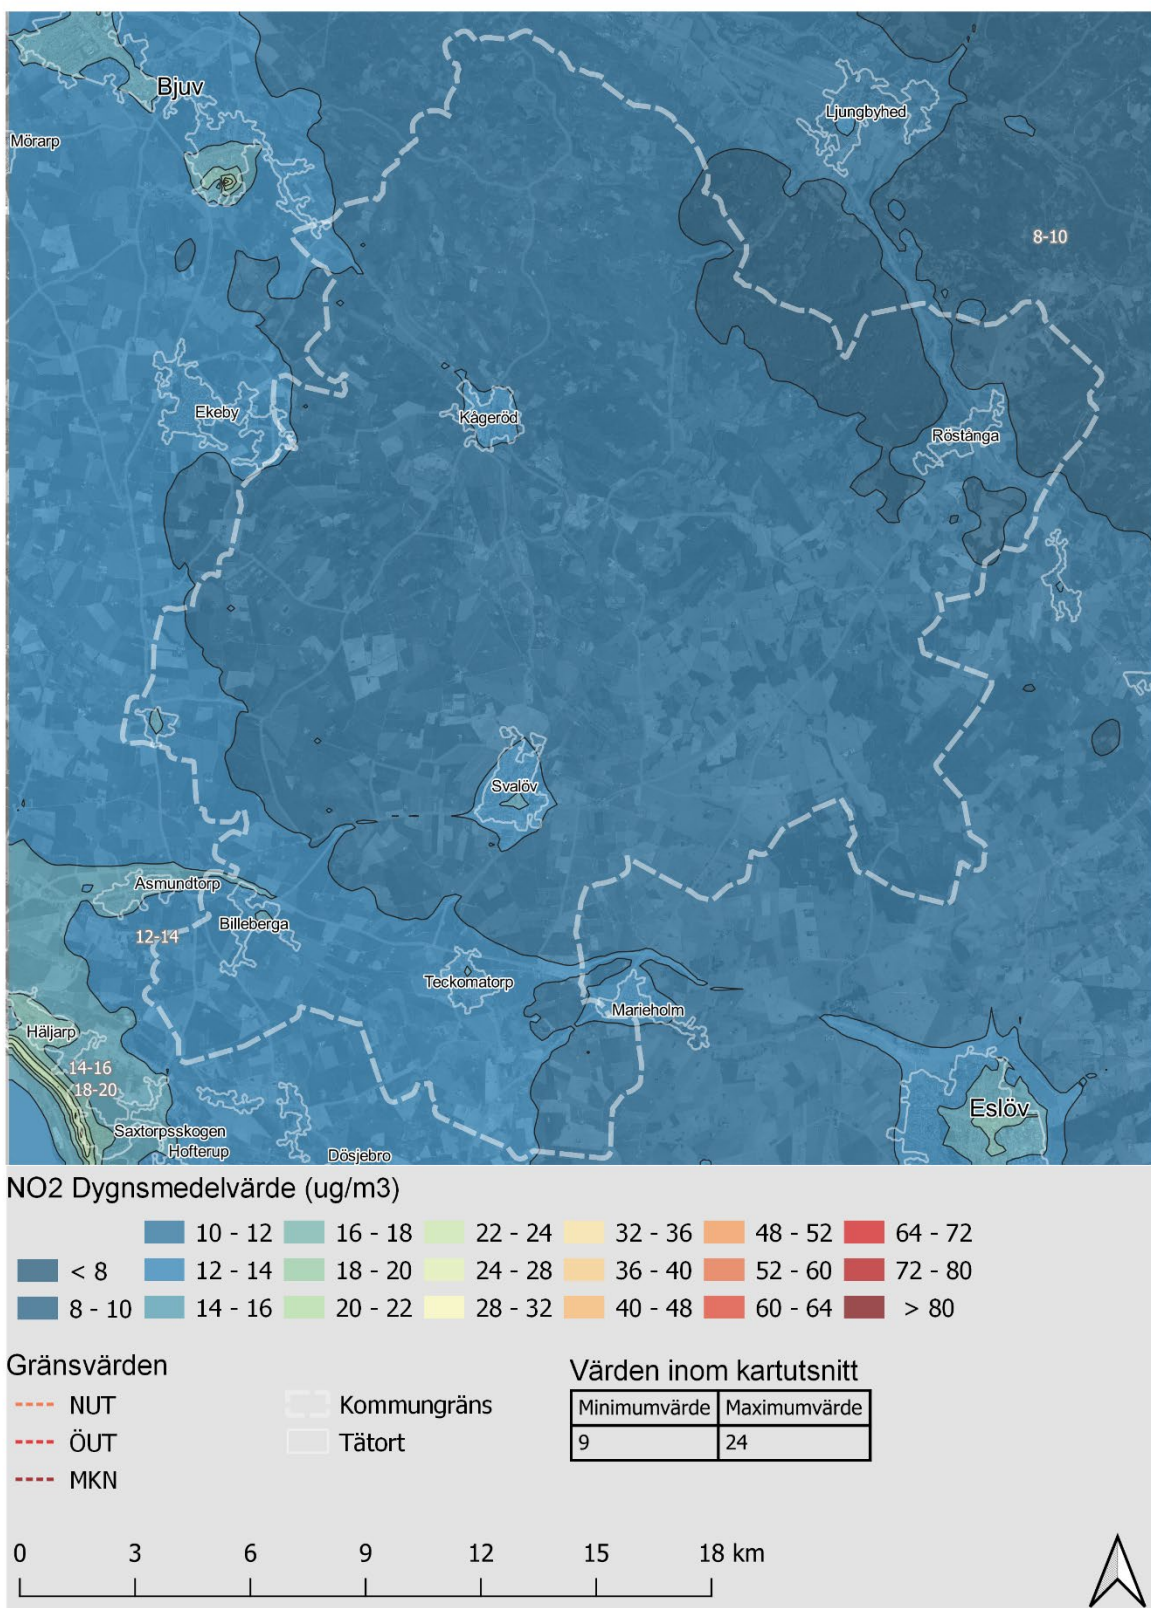 Bjuv
Ljungbyhed
Mörarp
8-10
Ekeby
Kågeröd
Röstånga
Svalöv
Asmundtorp
Billeberga
12-14
Teckomatorp
Marieholm
Häljarp
14-16
18-20
Eslöv
Saxtorpsskogen
Hofterup
Dösjebro
NO2 Dygnsmedelvärde (ug/m3)
10 - 12 16 - 18 22 - 24 32 - 36 48 - 52 64 - 72
< 8 12 - 14 18 - 20 24 - 28 36 - 40 52 - 60 72 - 80
8 - 10 14 - 16 20 - 22 28 - 32 40 - 48 60 - 64 > 80
Gränsvärden
Värden inom kartutsnitt
NUT Kommungräns Minimumvärde Maximumvärde
ÖUT Tätort 9 24
MKN
0 3 6 9 12 15 18 km